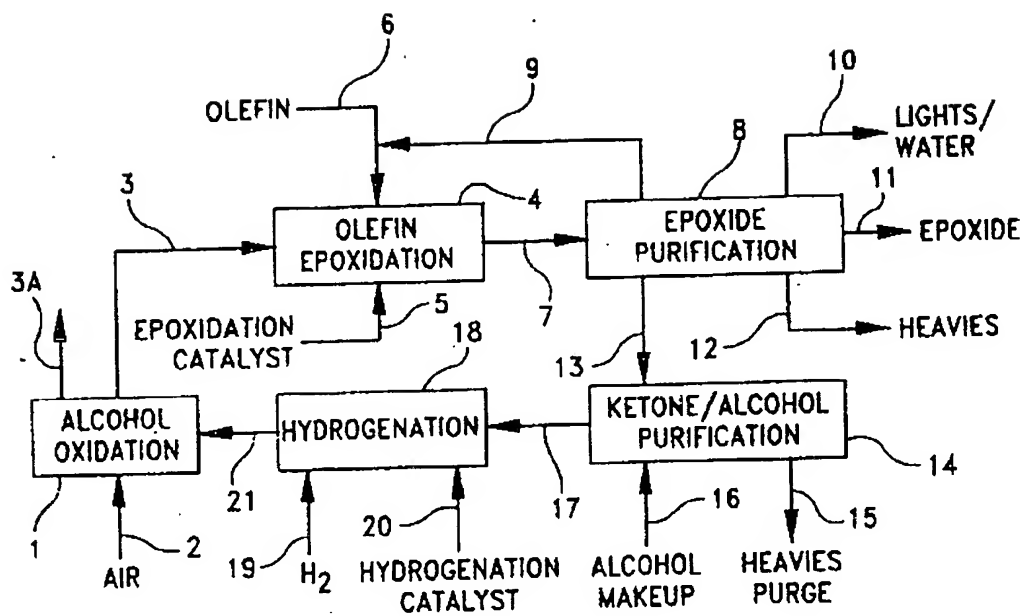 6
9
10
OLEFIN
8
LIGHTS/
WATER
3
4
11
OLEFIN
EPOXIDATION
EPOXIDE
PURIFICATION
EPOXIDE
3A
5
7
EPOXIDATION
CATALYST
18
13
12
HEAVIES
ALCOHOL
OXIDATION
HYDROGENATION
KETONE/ALCOHOL
PURIFICATION
14
21
17
1
2
19
20
16
15
AIR
H2
HYDROGENATION
CATALYST
ALCOHOL
MAKEUP
HEAVIES
PURGE